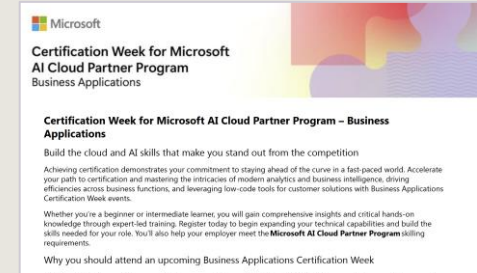 Microsoft
Certification Week for Microsoft
AI Cloud Partner Program
Business Applications
Certification Week for Microsoft AI Cloud Partner Program – Business
Applications
Build the cloud and AI skills that make you stand out from the competition
Achieving certification demonstrates your commitment to staying ahead of the curve in a fast-paced world. Accelerate
your path to certification and mastering the intricacies of modern analytics and business intelligence, driving
efficiencies across business functions, and leveraging low-code tools for customer solutions with Business Applications
Certification Week events.
Whether you're a beginner or intermediate learner, you will gain comprehensive insights and critical hands-on
knowledge through expert-led training. Register today to begin expanding your technical capabilities and build the
skills needed for your role. You'll also help your employer meet the Microsoft AI Cloud Partner Program skilling
requirements.
Why you should attend an upcoming Business Applications Certification Week